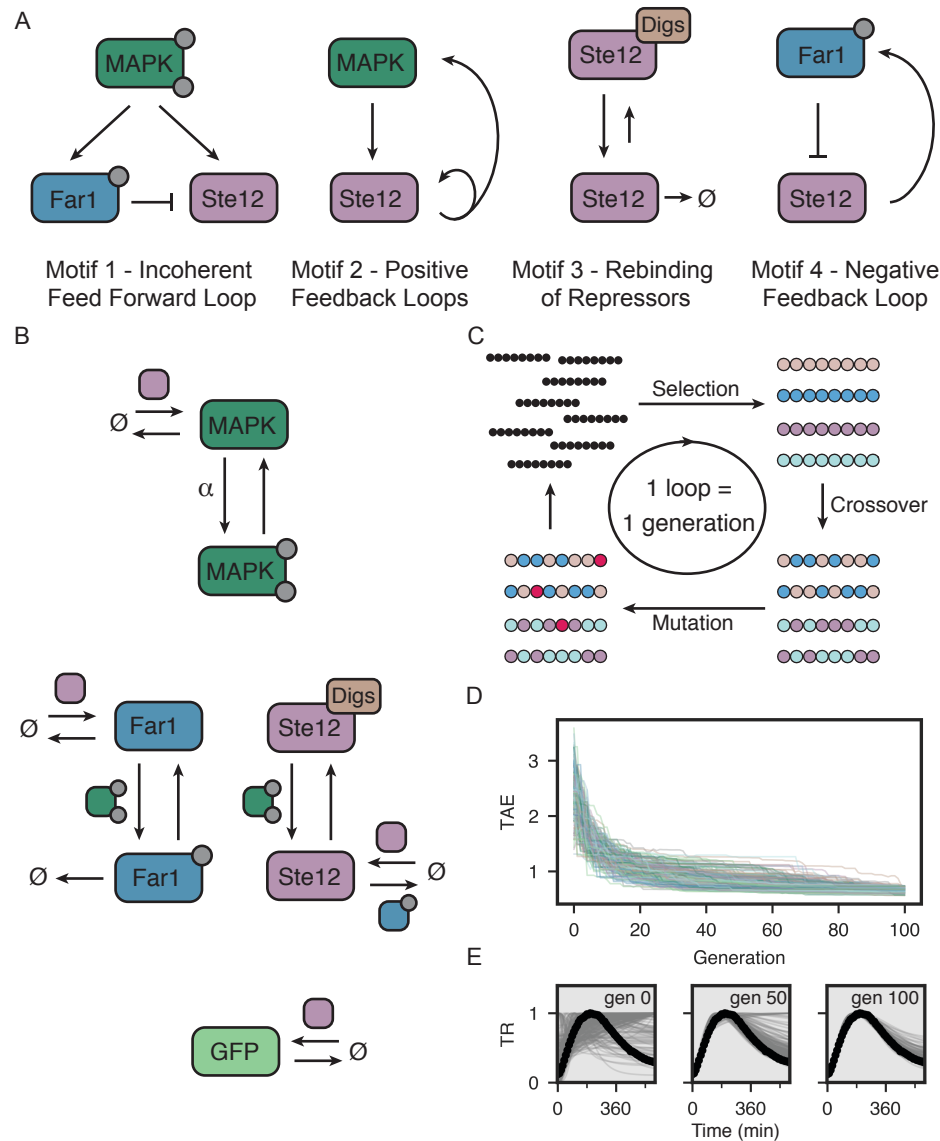 A
MAPK
Far1
Ste12
Motif 1 - Incoherent
Feed Forward Loop
MAPK
Ste12
Motif 2 - Positive
Feedback Loops
Digs
Ste12
Ste12
Ø
Motif 3 - Rebinding
of Repressors
Far1
Ste12
Motif 4 - Negative
Feedback Loop
B
Ø
MAPK
α
MAPK
Ø
Far1
Ø
Far1
Digs
Ste12
Ste12
Ø
GFP
Ø
C
Selection
1 loop =
1 generation
Crossover
Mutation
D
TAE
3
2
1
0
20
40
60
80
100
Generation
E
TR
1
0
gen 0
gen 50
gen 100
0
360
0
360
0
360
Time (min)